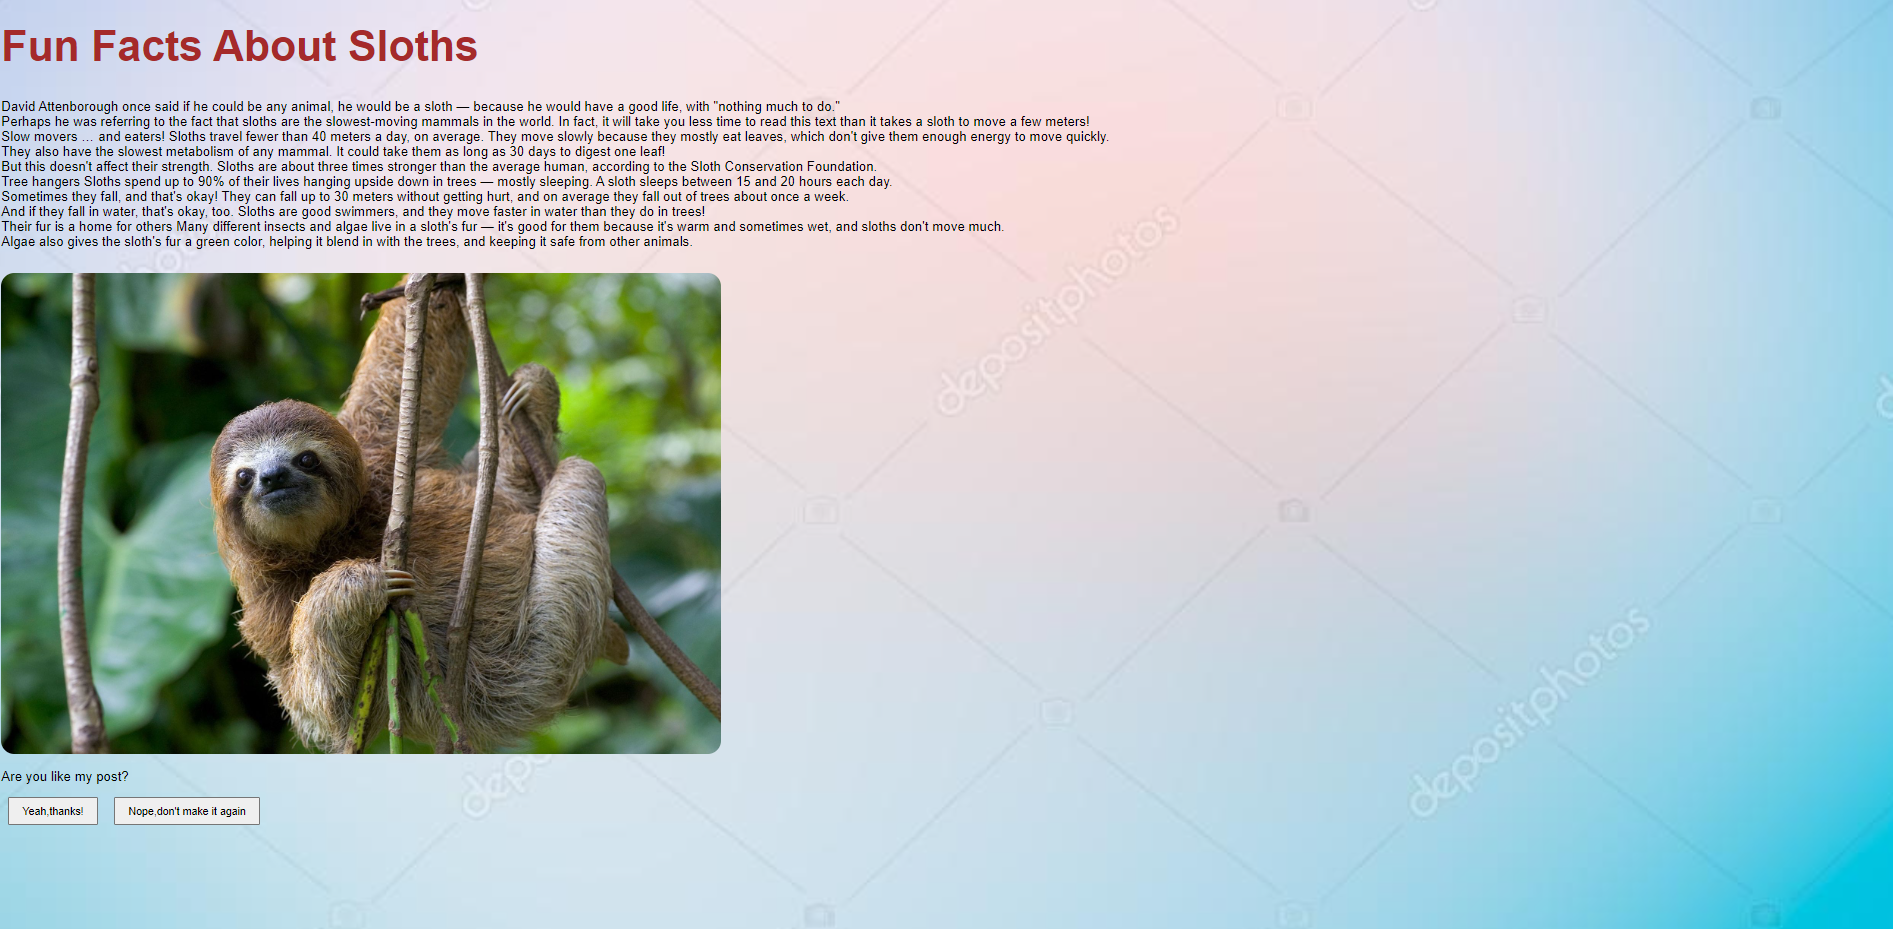 Fun Facts About Sloths
David Attenborough once said if he could be any animal, he would be a sloth — because he would have a good life, with "nothing much to do."
Perhaps he was referring to the fact that sloths are the slowest-moving mammals in the world. In fact, it will take you less time to read this text than it takes a sloth to move a few meters!
Slow movers ... and eaters! Sloths travel fewer than 40 meters a day, on average. They move slowly because they mostly eat leaves, which don't give them enough energy to move quickly.
They also have the slowest metabolism of any mammal. It could take them as long as 30 days to digest one leaf!
But this doesn't affect their strength. Sloths are about three times stronger than the average human, according to the Sloth Conservation Foundation.
Tree hangers Sloths spend up to 90% of their lives hanging upside down in trees — mostly sleeping. A sloth sleeps between 15 and 20 hours each day.
Sometimes they fall, and that's okay! They can fall up to 30 meters without getting hurt, and on average they fall out of trees about once a week.
And if they fall in water, that's okay, too. Sloths are good swimmers, and they move faster in water than they do in trees!
Their fur is a home for others Many different insects and algae live in a sloth's fur — it's good for them because it's warm and sometimes wet, and sloths don't move much.
Algae also gives the sloth's fur a green color, helping it blend in with the trees, and keeping it safe from other animals.
depositphotos
depositphotos
Are you like my post?
Yeah,thanks!
Nope,don't make it again